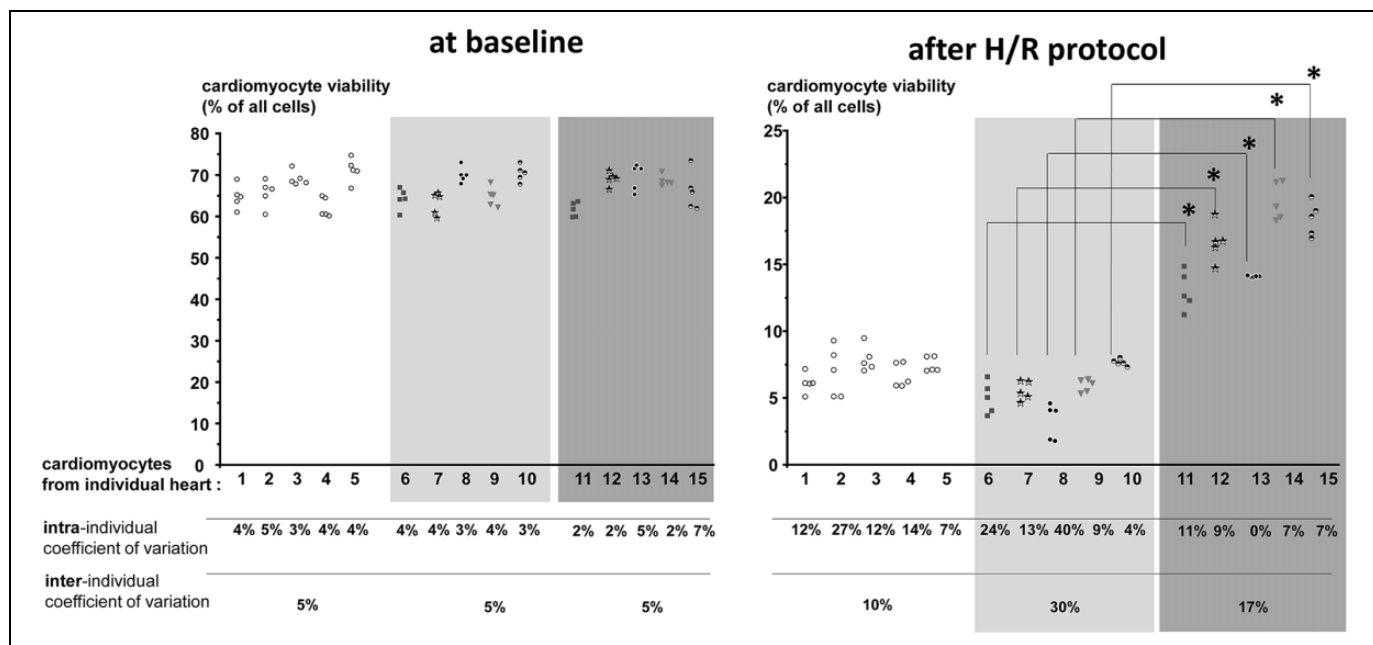 at baseline
after H/R protocol
cardiomyocyte viability
(% of all cells)
cardiomyocyte viability
(% of all cells)
80
70
60
50
40
30
20
10
0
25
20
15
10
5
0
* * * * *
cardiomyocytes
from individual heart :
1 2 3 4 5 6 7 8 9 10 11 12 13 14 15
1 2 3 4 5 6 7 8 9 10 11 12 13 14 15
intra-individual
coefficient of variation
4% 5% 3% 4% 4% 4% 4% 3% 4% 3% 2% 2% 5% 2% 7%
12% 27% 12% 14% 7% 24% 13% 40% 9% 4% 11% 9% 0% 7% 7%
inter-individual
coefficient of variation
5% 5% 5%
10% 30% 17%